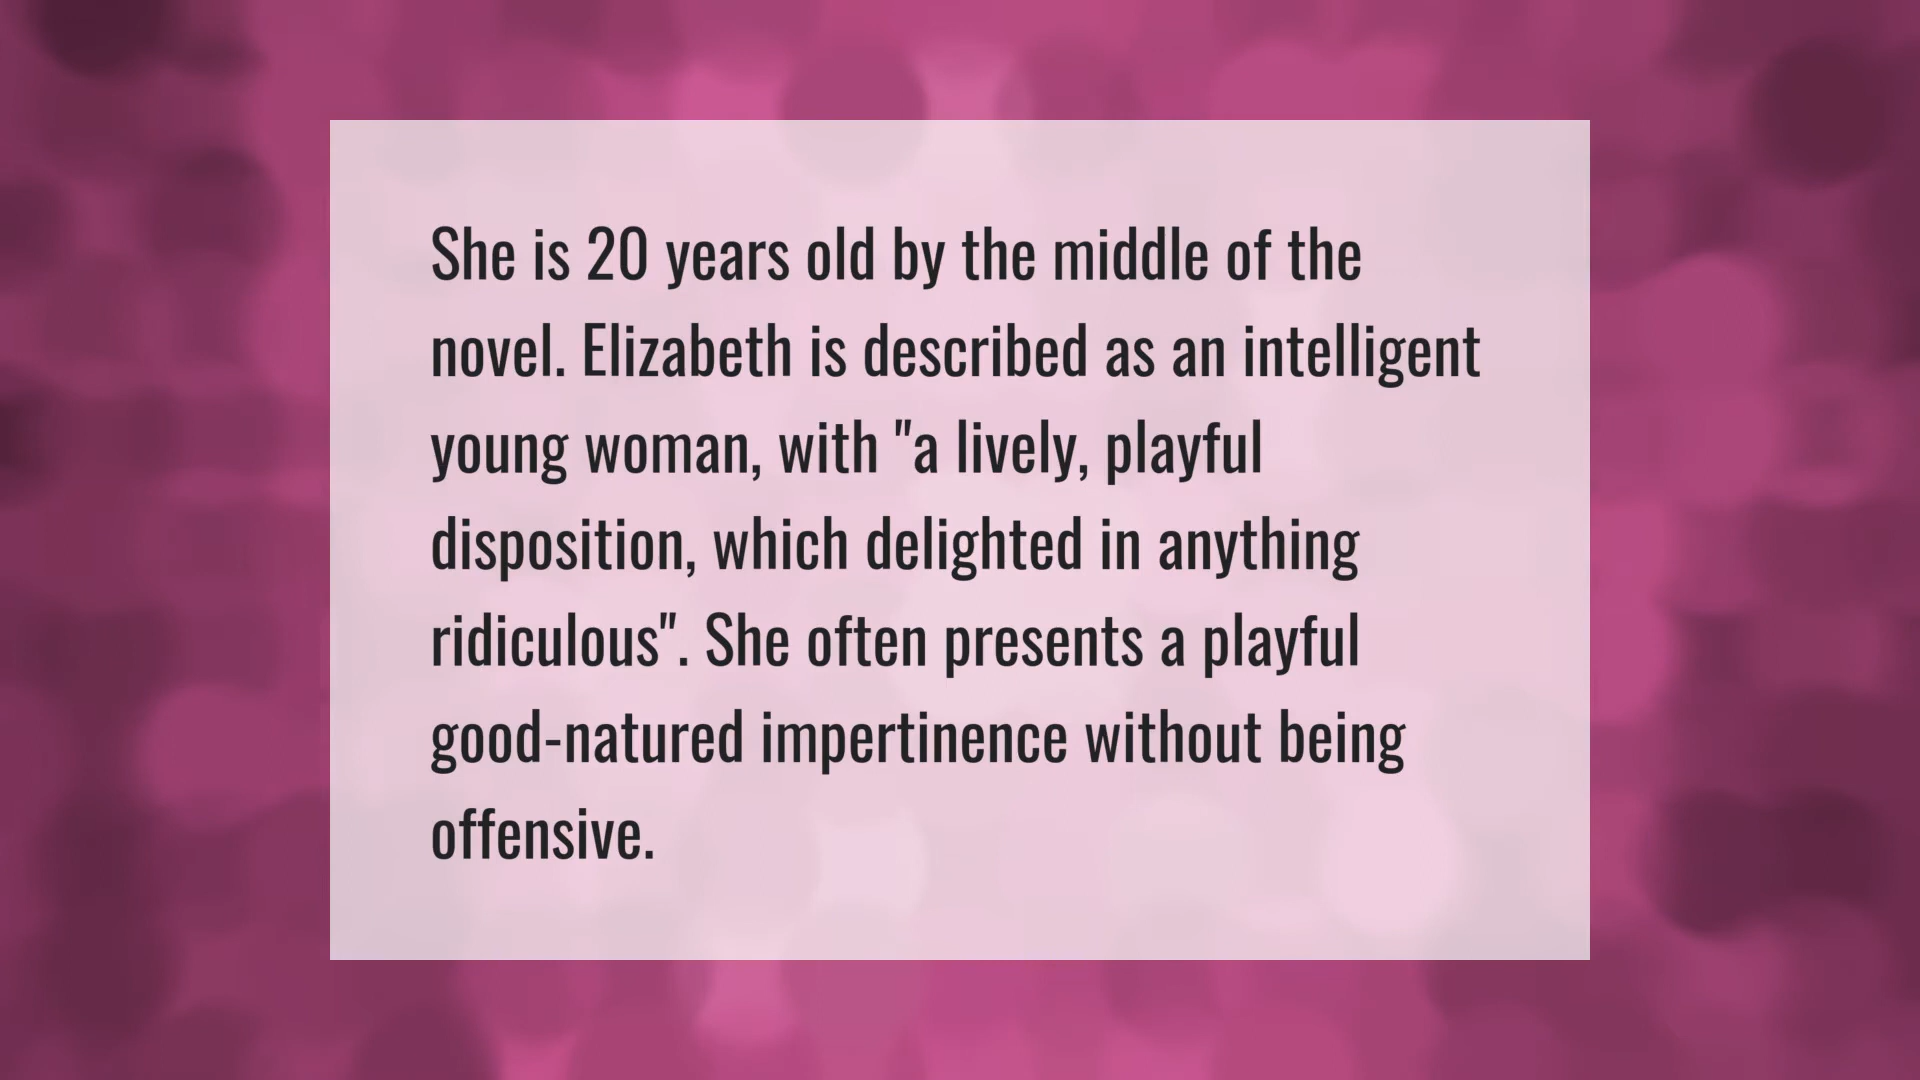 She is 20 years old by the middle of the
novel. Elizabeth is described as an intelligent
young woman, with "a lively, playful
disposition, which delighted in anything
ridiculous". She often presents a playful
good-natured impertinence without being
offensive.